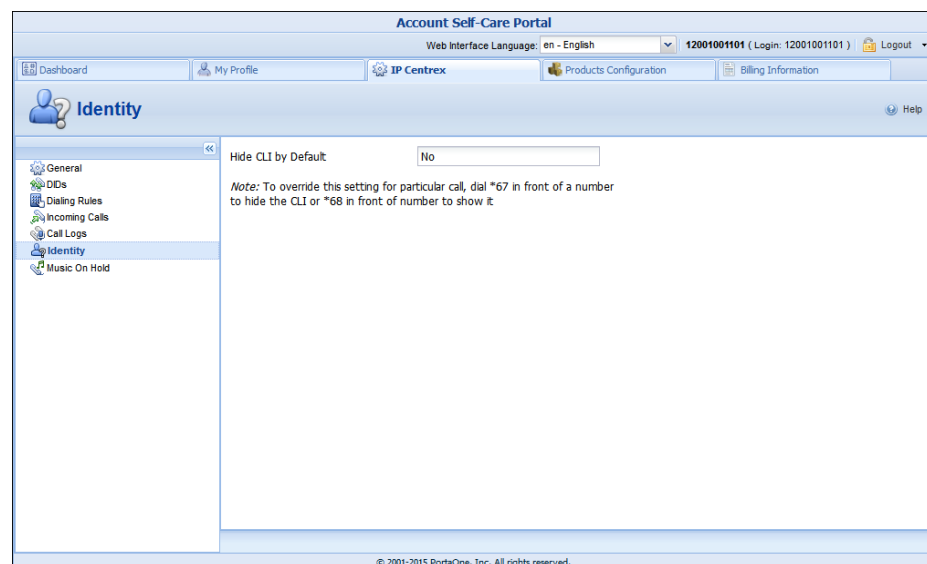 Account Self-Care Portal
Web Interface Language: en - English 12001001101 ( Login: 12001001101 ) Logout
Dashboard My Profile IP Centrex Products Configuration Billing Information
Identity Help
General
DIDs
Dialing Rules
Incoming Calls
Call Logs
Identity
Music On Hold
Hide CLI by Default No
Note: To override this setting for particular call, dial *67 in front of a number
to hide the CLI or *68 in front of number to show it
© 2001-2015 PortaOne, Inc. All rights reserved.